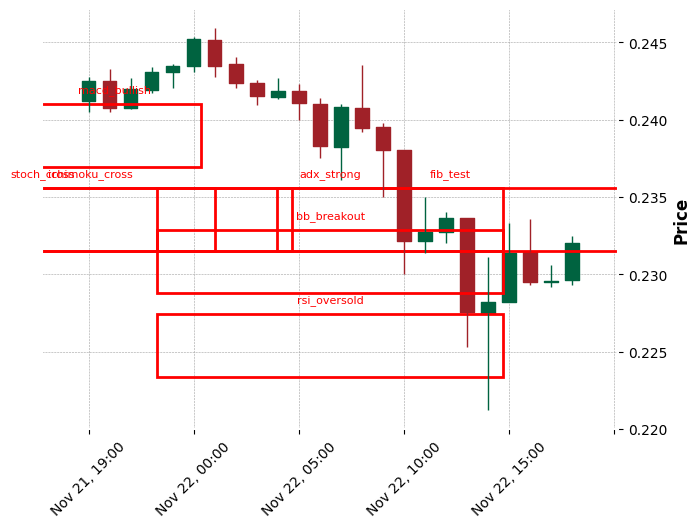 0.245
macd_bullish
0.240
stoch_cross
ichimoku_cross
adx_strong
fib_test
0.235
Price
bb_breakout
0.230
rsi_oversold
0.225
0.220
Nov 21, 19:00
Nov 22, 00:00
Nov 22, 05:00
Nov 22, 10:00
Nov 22, 15:00